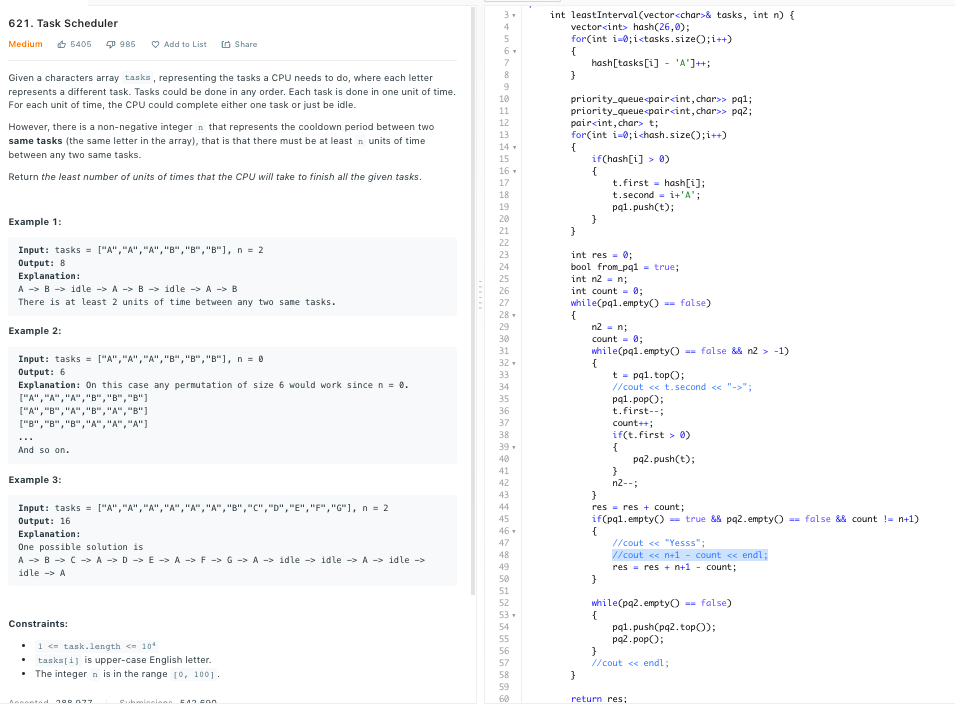 621. Task Scheduler
Medium 5405 985 Add to List Share
Given a characters array tasks, representing the tasks a CPU needs to do, where each letter
represents a different task. Tasks could be done in any order. Each task is done in one unit of time.
For each unit of time, the CPU could complete either one task or just be idle.
However, there is a non-negative integer n that represents the cooldown period between two
same tasks (the same letter in the array), that is that there must be at least n units of time
between any two same tasks.
Return the least number of units of times that the CPU will take to finish all the given tasks.
Example 1:
Input: tasks = ["A","A","A","B","B","B"], n = 2
Output: 8
Explanation:
A -> B -> idle -> A -> B -> idle -> A -> B
There is at least 2 units of time between any two same tasks.
Example 2:
Input: tasks = ["A","A","A","B","B","B"], n = 0
Output: 6
Explanation: On this case any permutation of size 6 would work since n = 0.
["A","A","A","B","B","B"]
["A","B","A","B","A","B"]
["B","B","B","A","A","A"]
...
And so on.
Example 3:
Input: tasks = ["A","A","A","A","A","A","B","C","D","E","F","G"], n = 2
Output: 16
Explanation:
One possible solution is
A -> B -> C -> A -> D -> E -> A -> F -> G -> A -> idle -> idle -> A -> idle ->
idle -> A
Constraints:
• 1 <= task.length <= 10⁴
• tasks[i] is upper-case English letter.
• The integer n is in the range [0, 100].
Accepted 288,977 Submissions 542,690
3 int leastInterval(vector<char>& tasks, int n) {
4 vector<int> hash(26,0);
5 for(int i=0;i<tasks.size();i++)
6 {
7 hash[tasks[i] - 'A']++;
8 }
9
10 priority_queue<pair<int,char>> pq1;
11 priority_queue<pair<int,char>> pq2;
12 pair<int,char> t;
13 for(int i=0;i<hash.size();i++)
14 {
15 if(hash[i] > 0)
16 {
17 t.first = hash[i];
18 t.second = i+'A';
19 pq1.push(t);
20 }
21 }
22
23 int res = 0;
24 bool from_pq1 = true;
25 int n2 = n;
26 int count = 0;
27 while(pq1.empty() == false)
28 {
29 n2 = n;
30 count = 0;
31 while(pq1.empty() == false && n2 > -1)
32 {
33 t = pq1.top();
34 //cout << t.second << "->";
35 pq1.pop();
36 t.first--;
37 count++;
38 if(t.first > 0)
39 {
40 pq2.push(t);
41 }
42 n2--;
43 }
44 res = res + count;
45 if(pq1.empty() == true && pq2.empty() == false && count != n+1)
46 {
47 //cout << "Yesss";
48 //cout << n+1 - count << endl;
49 res = res + n+1 - count;
50 }
51
52 while(pq2.empty() == false)
53 {
54 pq1.push(pq2.top());
55 pq2.pop();
56 }
57 //cout << endl;
58 }
59
60 return res;